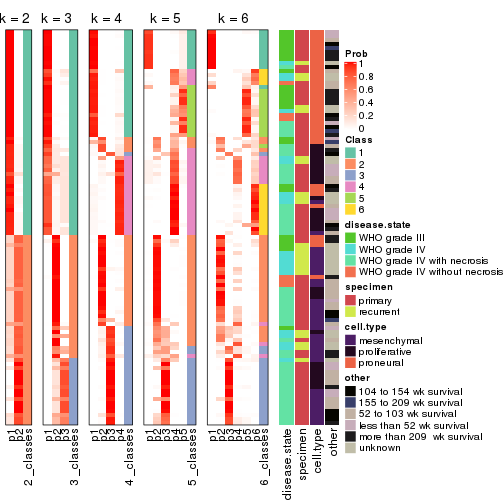 k = 2
k = 3
k = 4
k = 5
k = 6
p1
p2
2_classes
p1
p2
p3
3_classes
p1
p2
p3
p4
4_classes
p1
p2
p3
p4
p5
5_classes
p1
p2
p3
p4
p5
p6
6_classes
disease.state
specimen
cell.type
other
Prob
1
0.8
0.6
0.4
0.2
0
Class
1
2
3
4
5
6
disease.state
WHO grade III
WHO grade IV
WHO grade IV with necrosis
WHO grade IV without necrosis
specimen
primary
recurrent
cell.type
mesenchymal
proliferative
proneural
other
104 to 154 wk survival
155 to 209 wk survival
52 to 103 wk survival
less than 52 wk survival
more than 209 wk survival
unknown